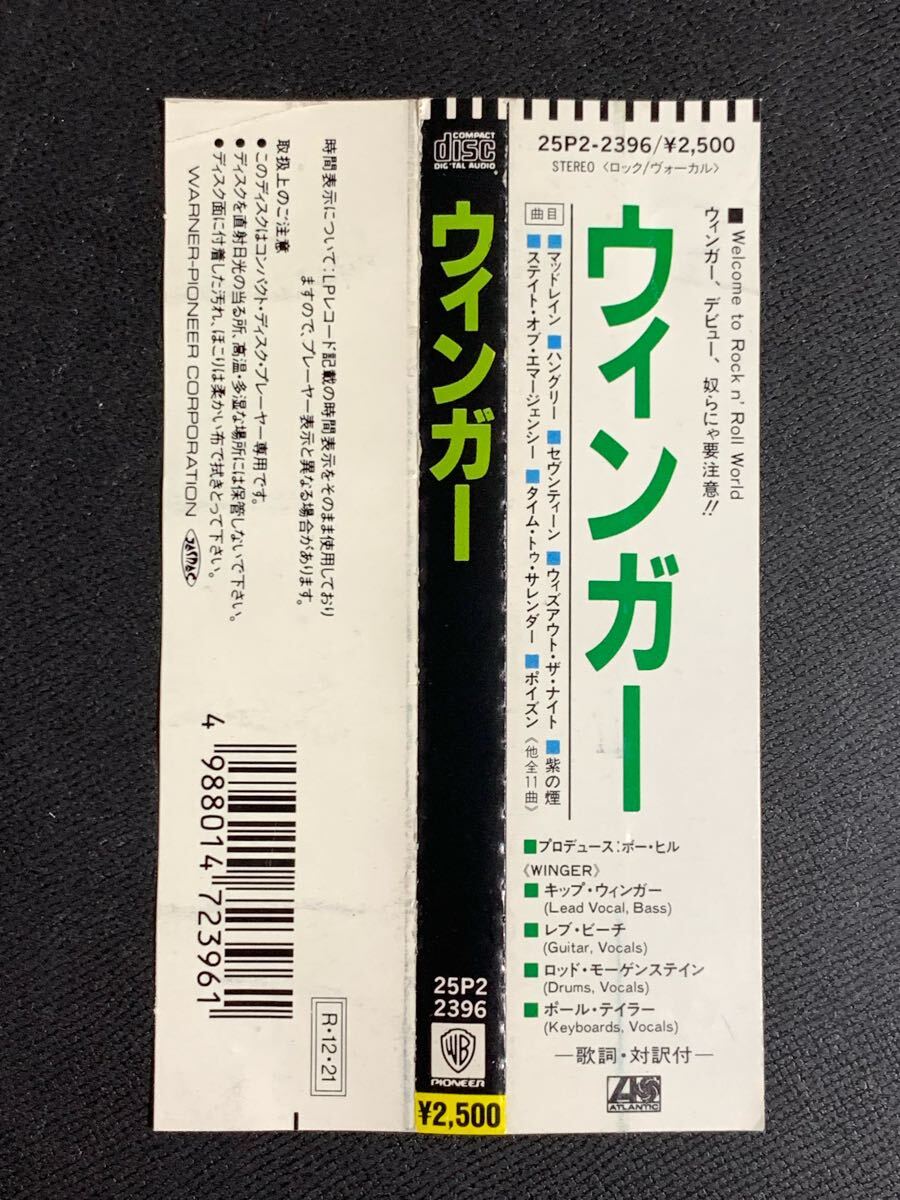 25P2-2396/¥2,500
STEREO〈ロック/ヴォーカル〉
■Welcome to Rock n' Roll World
ウィンガー、デビュー、奴らにゃ要注意!!
ウインガー
曲目
■マッドレイン ■ハングリー ■セヴンティーン ■ウィズアウト・ザ・ナイト ■紫の煙
■ステイト・オブ・エマージェンシー ■タイム・トゥ・サレンダー ■ポイズン 《他全11曲》
■プロデュース:ボー・ヒル
《WINGER》
■キップ・ウィンガー
(Lead Vocal, Bass)
■レブ・ビーチ
(Guitar, Vocals)
■ロッド・モーゲンステイン
(Drums, Vocals)
■ポール・テイラー
(Keyboards, Vocals)
―歌詞・対訳付―
ATLANTIC
COMPACT
disc
DIGITAL AUDIO
ウインガー
25P2
2396
WB
PIONEER
¥2,500
時間表示について:LPレコード記載の時間表示をそのまま使用しており
ますので、プレーヤー表示と異なる場合があります。
取扱上のご注意
●このディスクはコンパクト・ディスク・プレーヤー専用です。
●ディスクを直射日光の当る所、高温・多湿な場所には保管しないで下さい。
●ディスク面に付着した汚れ、ほこりは柔かい布で拭きとって下さい。
WARNER-PIONEER CORPORATION
JASRAC
4 988014 723961
R・12・21